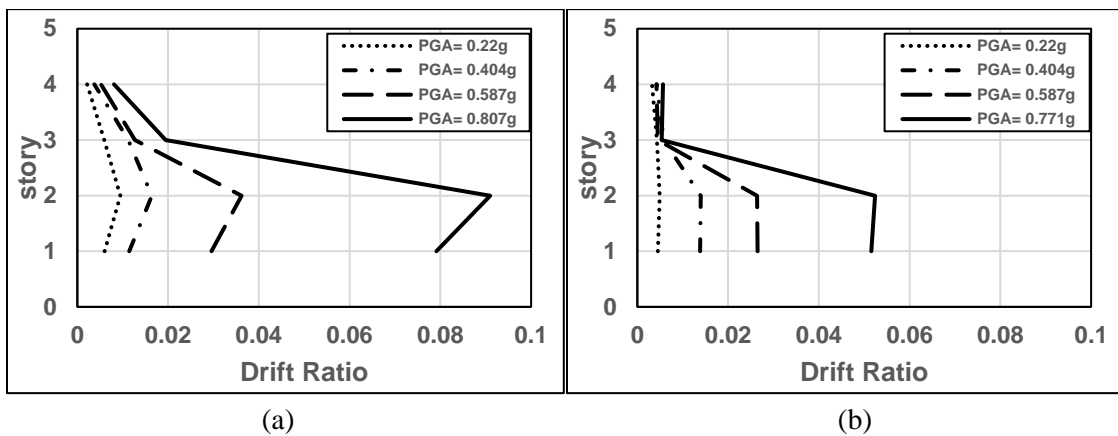 5
4
3
2
1
0
story
0 0.02 0.04 0.06 0.08 0.1
Drift Ratio
PGA= 0.22g
PGA= 0.404g
PGA= 0.587g
PGA= 0.807g
(a)
5
4
3
2
1
0
story
0 0.02 0.04 0.06 0.08 0.1
Drift Ratio
PGA= 0.22g
PGA= 0.404g
PGA= 0.587g
PGA= 0.771g
(b)